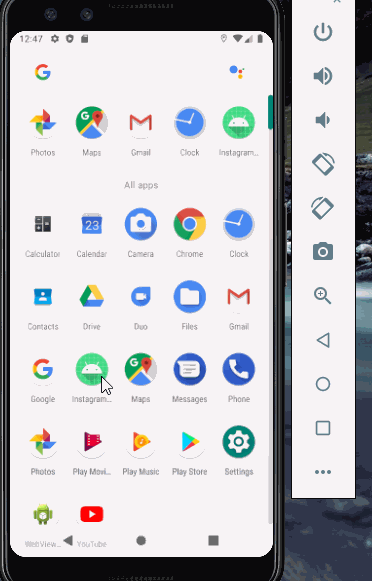 12:47
G
Photos Maps Gmail Clock Instagram...
All apps
23
Calculator Calendar Camera Chrome Clock
Contacts Drive Duo Files Gmail
G
Google Instagram... Maps Messages Phone
Photos Play Movi... Play Music Play Store Settings
WebView... YouTube